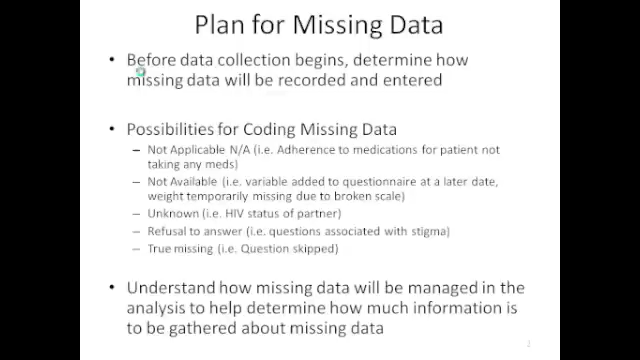 Plan for Missing Data
• Before data collection begins, determine how
missing data will be recorded and entered
• Possibilities for Coding Missing Data
– Not Applicable N/A (i.e. Adherence to medications for patient not
taking any meds)
– Not Available (i.e. variable added to questionnaire at a later date,
weight temporarily missing due to broken scale)
– Unknown (i.e. HIV status of partner)
– Refusal to answer (i.e. questions associated with stigma)
– True missing (i.e. Question skipped)
• Understand how missing data will be managed in the
analysis to help determine how much information is
to be gathered about missing data